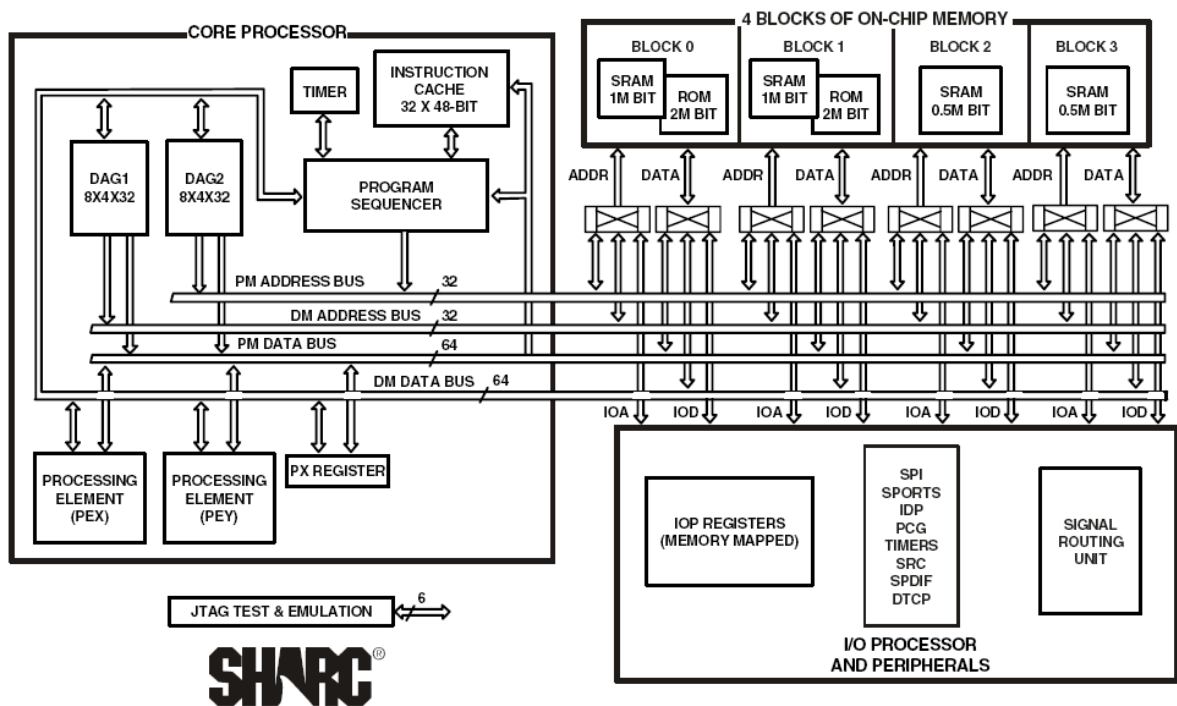 CORE PROCESSOR
TIMER
INSTRUCTION
CACHE
32 X 48-BIT
DAG1
8X4X32
DAG2
8X4X32
PROGRAM
SEQUENCER
PM ADDRESS BUS
32
DM ADDRESS BUS
32
PM DATA BUS
64
DM DATA BUS
64
PROCESSING
ELEMENT
(PEX)
PROCESSING
ELEMENT
(PEY)
PX REGISTER
JTAG TEST & EMULATION
6
SHARC®
4 BLOCKS OF ON-CHIP MEMORY
BLOCK 0
SRAM
1M BIT
ROM
2M BIT
BLOCK 1
SRAM
1M BIT
ROM
2M BIT
BLOCK 2
SRAM
0.5M BIT
BLOCK 3
SRAM
0.5M BIT
ADDR
DATA
ADDR
DATA
ADDR
DATA
ADDR
DATA
IOA
IOD
IOA
IOD
IOA
IOD
IOA
IOD
IOP REGISTERS
(MEMORY MAPPED)
SPI
SPORTS
IDP
PCG
TIMERS
SRC
SPDIF
DTCP
SIGNAL
ROUTING
UNIT
I/O PROCESSOR
AND PERIPHERALS